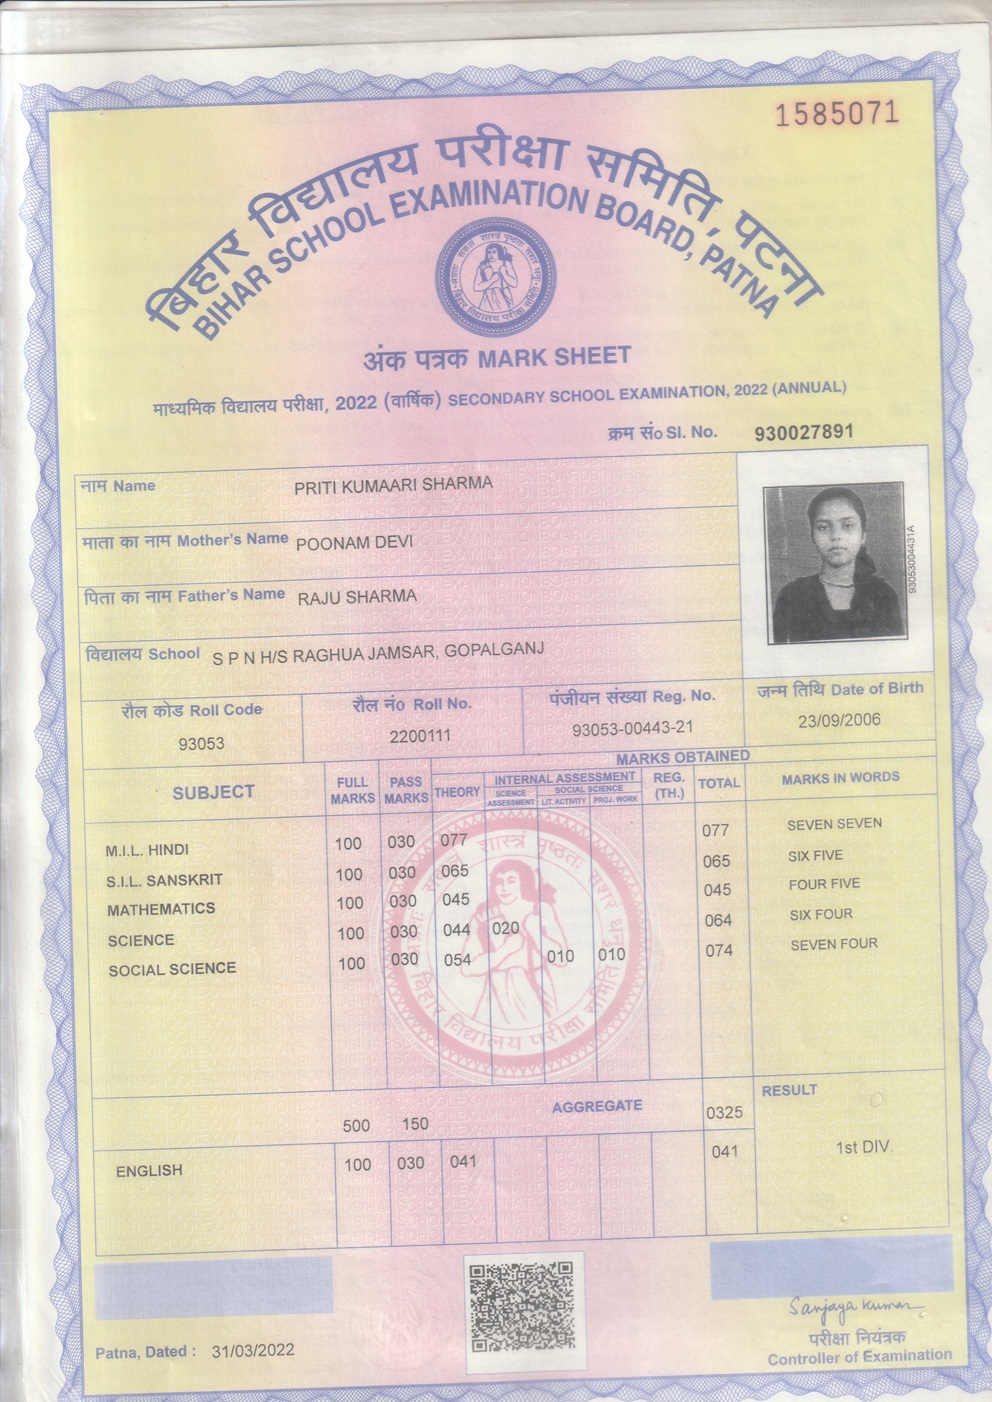 1585071
बिहार विद्यालय परीक्षा समिति, पटना
BIHAR SCHOOL EXAMINATION BOARD, PATNA
अंक पत्रक MARK SHEET
माध्यमिक विद्यालय परीक्षा, 2022 (वार्षिक) SECONDARY SCHOOL EXAMINATION, 2022 (ANNUAL)
क्रम सं० Sl. No. 930027891
नाम Name PRITI KUMAARI SHARMA
माता का नाम Mother's Name POONAM DEVI
पिता का नाम Father's Name RAJU SHARMA
विद्यालय School S P N H/S RAGHUA JAMSAR, GOPALGANJ
93053004431A
रौल कोड Roll Code रौल नं० Roll No. पंजीयन संख्या Reg. No. जन्म तिथि Date of Birth
93053 2200111 93053-00443-21 23/09/2006
MARKS OBTAINED
SUBJECT FULL MARKS PASS MARKS THEORY INTERNAL ASSESSMENT REG. (TH.) TOTAL MARKS IN WORDS
SCIENCE ASSESSMENT SOCIAL SCIENCE LIT. ACTIVITY PROJ. WORK
M.I.L. HINDI 100 030 077 077 SEVEN SEVEN
S.I.L. SANSKRIT 100 030 065 065 SIX FIVE
MATHEMATICS 100 030 045 045 FOUR FIVE
SCIENCE 100 030 044 020 064 SIX FOUR
SOCIAL SCIENCE 100 030 054 010 010 074 SEVEN FOUR
बिहार विद्यालय परीक्षा समिति
500 150 AGGREGATE 0325 RESULT
ENGLISH 100 030 041 041 1st DIV.
Sanjaya Kumar
परीक्षा नियंत्रक
Patna, Dated : 31/03/2022 Controller of Examination